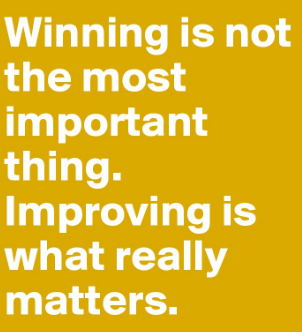 Winning is not
the most
important
thing.
Improving is
what really
matters.